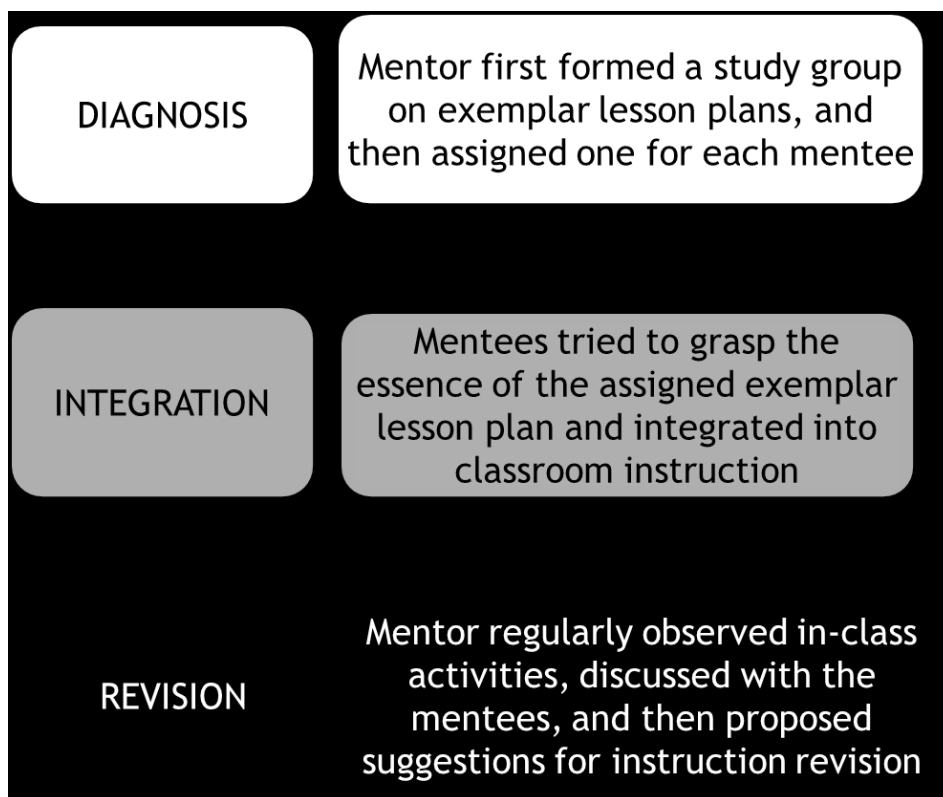 DIAGNOSIS
Mentor first formed a study group
on exemplar lesson plans, and
then assigned one for each mentee
INTEGRATION
Mentees tried to grasp the
essence of the assigned exemplar
lesson plan and integrated into
classroom instruction
REVISION
Mentor regularly observed in-class
activities, discussed with the
mentees, and then proposed
suggestions for instruction revision